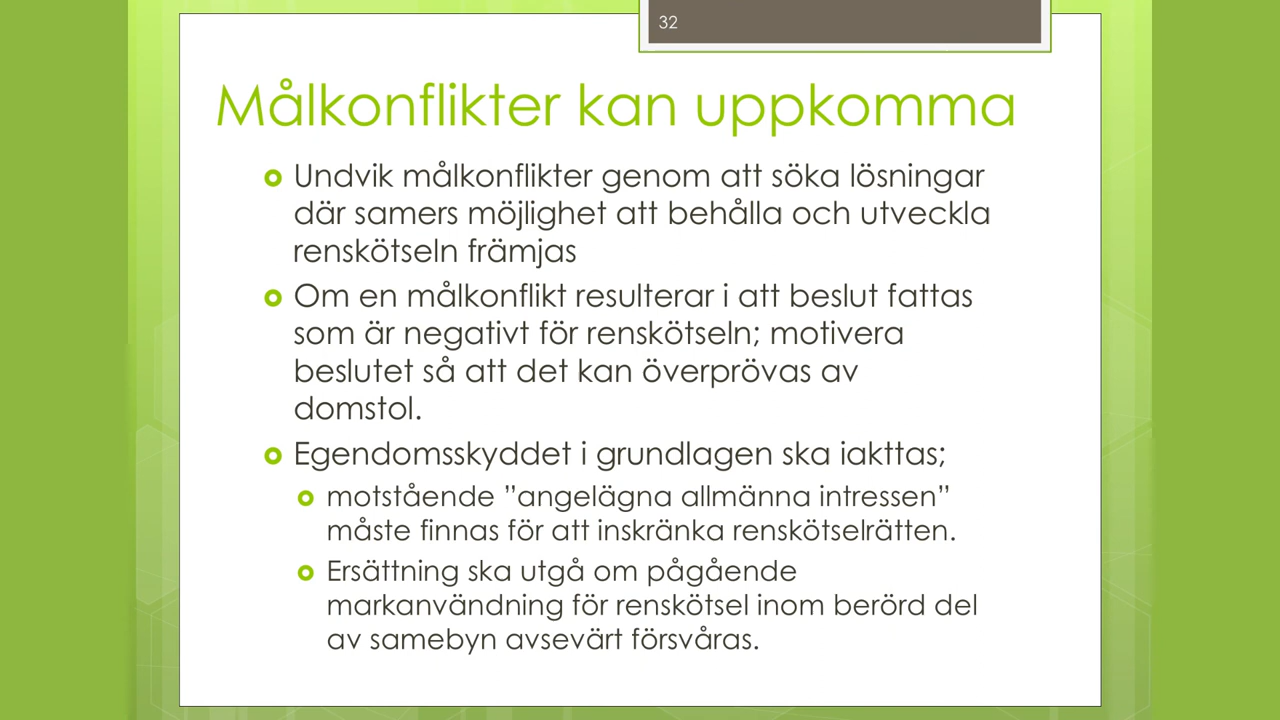 32
Målkonflikter kan uppkomma
Undvik målkonflikter genom att söka lösningar
där samers möjlighet att behålla och utveckla
renskötseln främjas
Om en målkonflikt resulterar i att beslut fattas
som är negativt för renskötseln; motivera
beslutet så att det kan överprövas av
domstol.
Egendomsskyddet i grundlagen ska iakttas;
motstående ”angelägna allmänna intressen”
måste finnas för att inskränka renskötselrätten.
Ersättning ska utgå om pågående
markanvändning för renskötsel inom berörd del
av samebyn avsevärt försvåras.